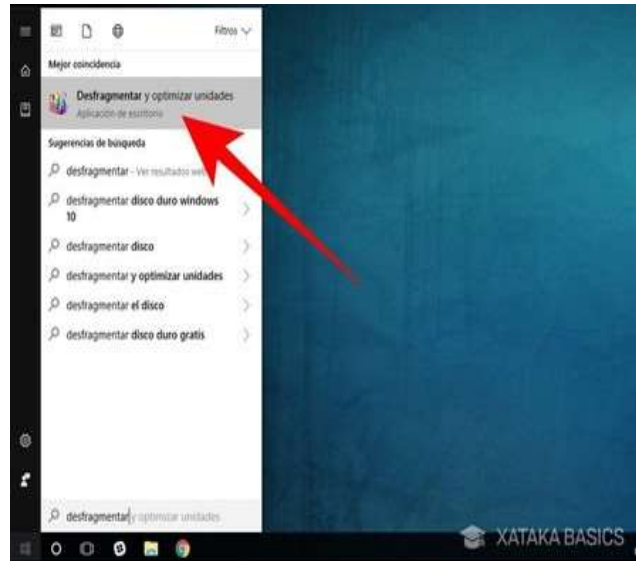 Filtros
Mejor coincidencia
Desfragmentar y optimizar unidades
Aplicación de escritorio
Sugerencias de búsqueda
desfragmentar - Ver resultados web
desfragmentar disco duro windows
10
desfragmentar disco
desfragmentar y optimizar unidades
desfragmentar el disco
desfragmentar disco duro gratis
desfragmentar y optimizar unidades
XATAKA BASICS